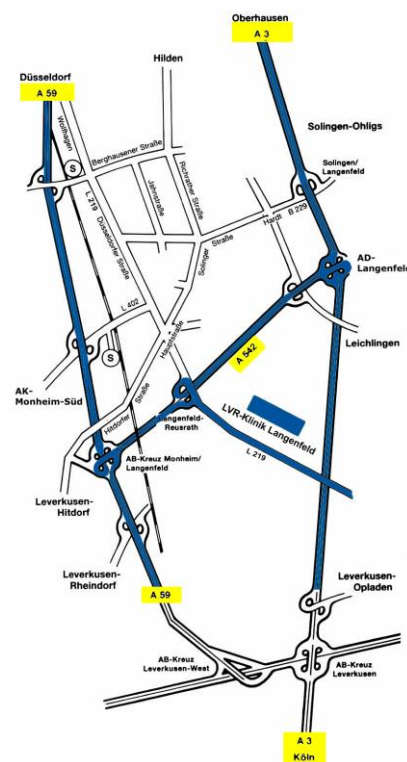 Oberhausen
A 3
Düsseldorf
A 59
Hilden
Wolfhagen
S
Berghausener Straße
Solingen-Ohligs
Solingen/
Langenfeld
L 219
Düsseldorfer Straße
Jahnstraße
Richrather Straße
Hardt
B 229
Solinger
Straße
AD-
Langenfeld
L 402
Hauptstraße
S
A 542
Leichlingen
AK-
Monheim-Süd
Hitdorfer
Straße
Langenfeld-
Reusrath
LVR-Klinik Langenfeld
L 219
AB-Kreuz Monheim/
Langenfeld
Leverkusen-
Hitdorf
Leverkusen-
Rheindorf
A 59
Leverkusen-
Opladen
AB-Kreuz
Leverkusen-West
AB-Kreuz
Leverkusen
A 3
Köln